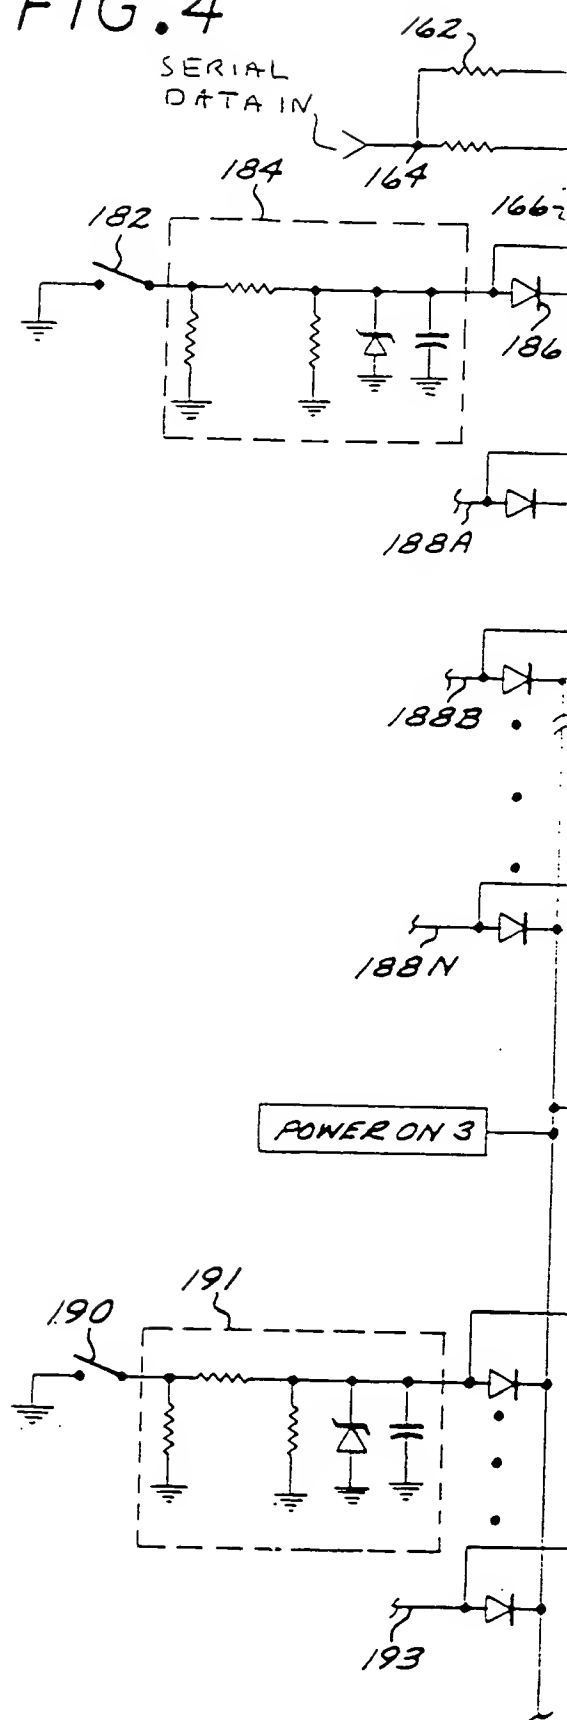 FIG. 4
162
SERIAL
DATA IN
184
164
182
166
186
188A
188B
188N
POWER ON 3
191
190
193